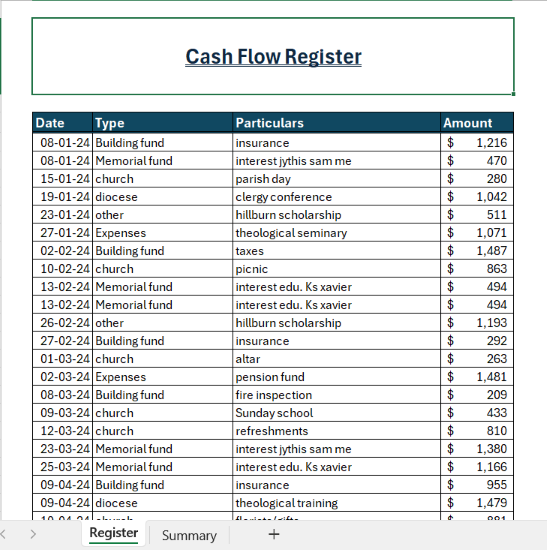 Cash Flow Register
Date Type Particulars Amount
08-01-24 Building fund insurance $ 1,216
08-01-24 Memorial fund interest jythis sam me $ 470
15-01-24 church parish day $ 280
19-01-24 diocese clergy conference $ 1,042
23-01-24 other hillburn scholarship $ 511
27-01-24 Expenses theological seminary $ 1,071
02-02-24 Building fund taxes $ 1,487
10-02-24 church picnic $ 863
13-02-24 Memorial fund interest edu. Ks xavier $ 494
13-02-24 Memorial fund interest edu. Ks xavier $ 494
26-02-24 other hillburn scholarship $ 1,193
27-02-24 Building fund insurance $ 292
01-03-24 church altar $ 263
02-03-24 Expenses pension fund $ 1,481
08-03-24 Building fund fire inspection $ 209
09-03-24 church Sunday school $ 433
12-03-24 church refreshments $ 810
23-03-24 Memorial fund interest jythis sam me $ 1,380
25-03-24 Memorial fund interest edu. Ks xavier $ 1,166
09-04-24 Building fund insurance $ 955
09-04-24 diocese theological training $ 1,479
Register Summary +